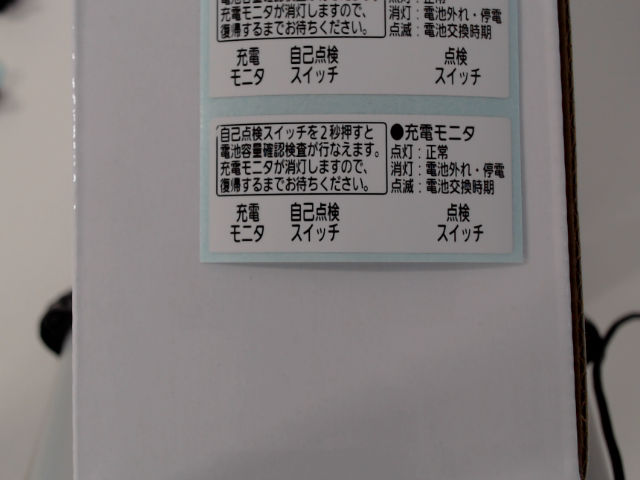 充電モニタが消灯しますので、
復帰するまでお待ちください。
点灯：正常
消灯：電池外れ・停電
点滅：電池交換時期
充電
モニタ
自己点検
スイッチ
点検
スイッチ
自己点検スイッチを2秒押すと
電池容量確認検査が行なえます。
充電モニタが消灯しますので、
復帰するまでお待ちください。
●充電モニタ
点灯：正常
消灯：電池外れ・停電
点滅：電池交換時期
充電
モニタ
自己点検
スイッチ
点検
スイッチ